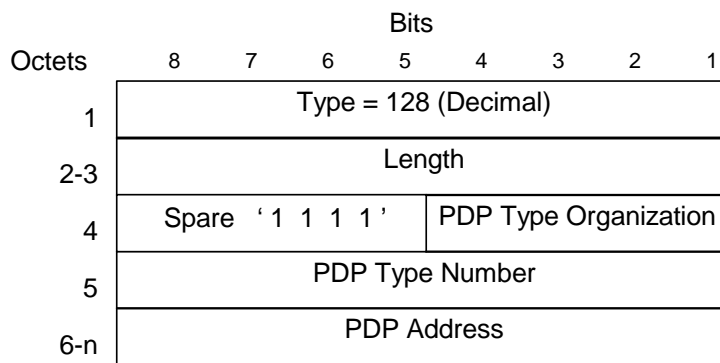 Bits
Octets 8 7 6 5 4 3 2 1
1 Type = 128 (Decimal)
2-3 Length
4 Spare ‘ 1 1 1 1 ’ PDP Type Organization
5 PDP Type Number
6-n PDP Address